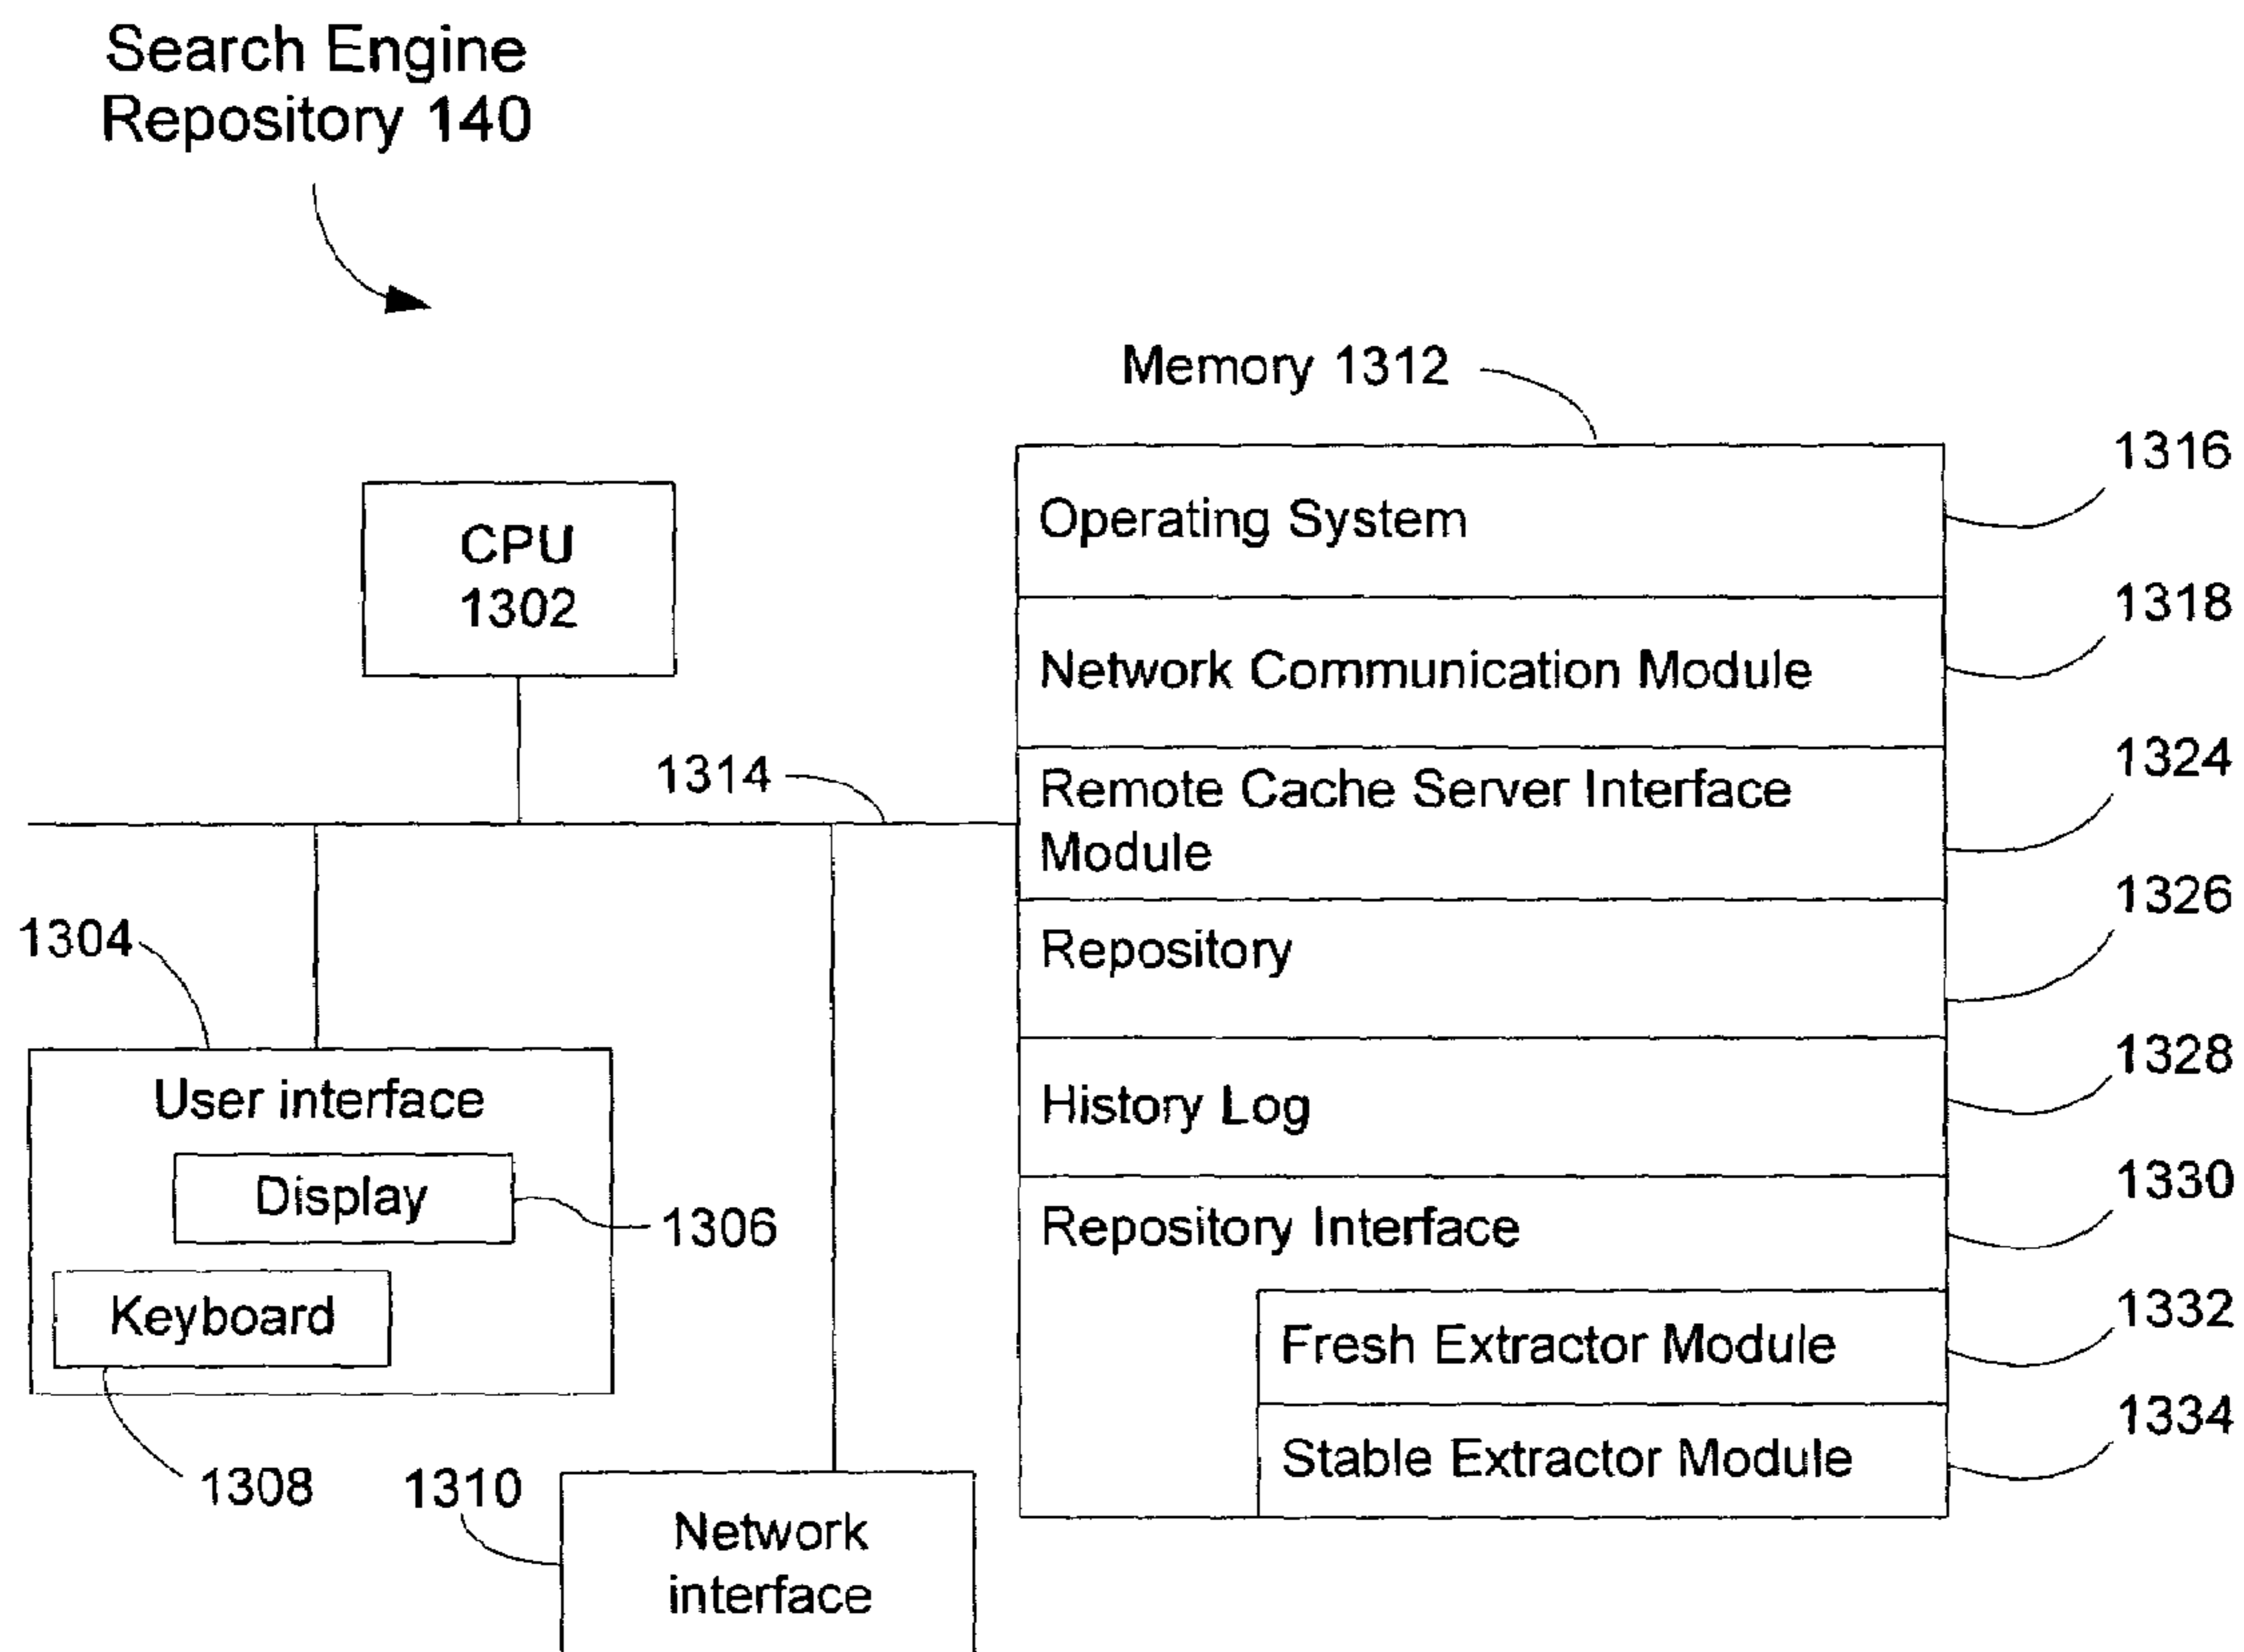 Search Engine
Repository 140
Memory 1312
1316
Operating System
CPU
1302
1318
Network Communication Module
1314
1324
Remote Cache Server Interface
Module
1326
Repository
1304
1328
User interface
History Log
Display
1306
1330
Repository Interface
Keyboard
1332
Fresh Extractor Module
1308
1310
1334
Stable Extractor Module
Network
interface